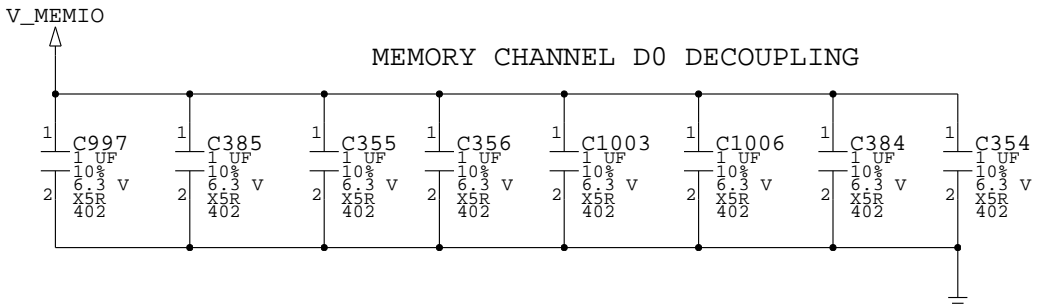 V_MEMIO
MEMORY CHANNEL D0 DECOUPLING
1
C997
1 UF
10%
6.3 V
X5R
402
2
1
C385
1 UF
10%
6.3 V
X5R
402
2
1
C355
1 UF
10%
6.3 V
X5R
402
2
1
C356
1 UF
10%
6.3 V
X5R
402
2
1
C1003
1 UF
10%
6.3 V
X5R
402
2
1
C1006
1 UF
10%
6.3 V
X5R
402
2
1
C384
1 UF
10%
6.3 V
X5R
402
2
1
C354
1 UF
10%
6.3 V
X5R
402
2